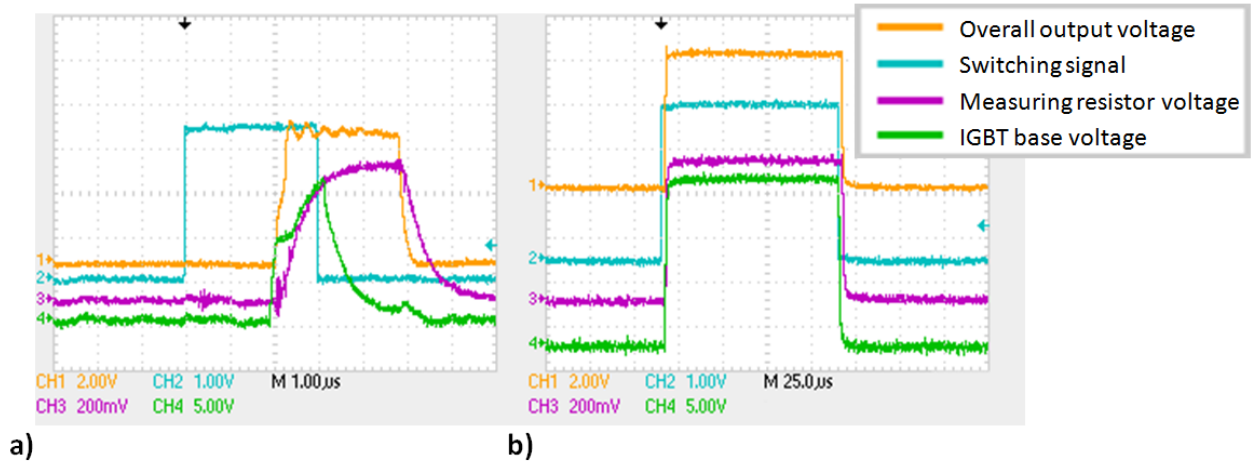 Overall output voltage
Switching signal
Measuring resistor voltage
IGBT base voltage
1
2
3
4
1
2
3
4
CH1 2.00V CH2 1.00V M 1.00µs
CH3 200mV CH4 5.00V
CH1 2.00V CH2 1.00V M 25.0µs
CH3 200mV CH4 5.00V
a)
b)